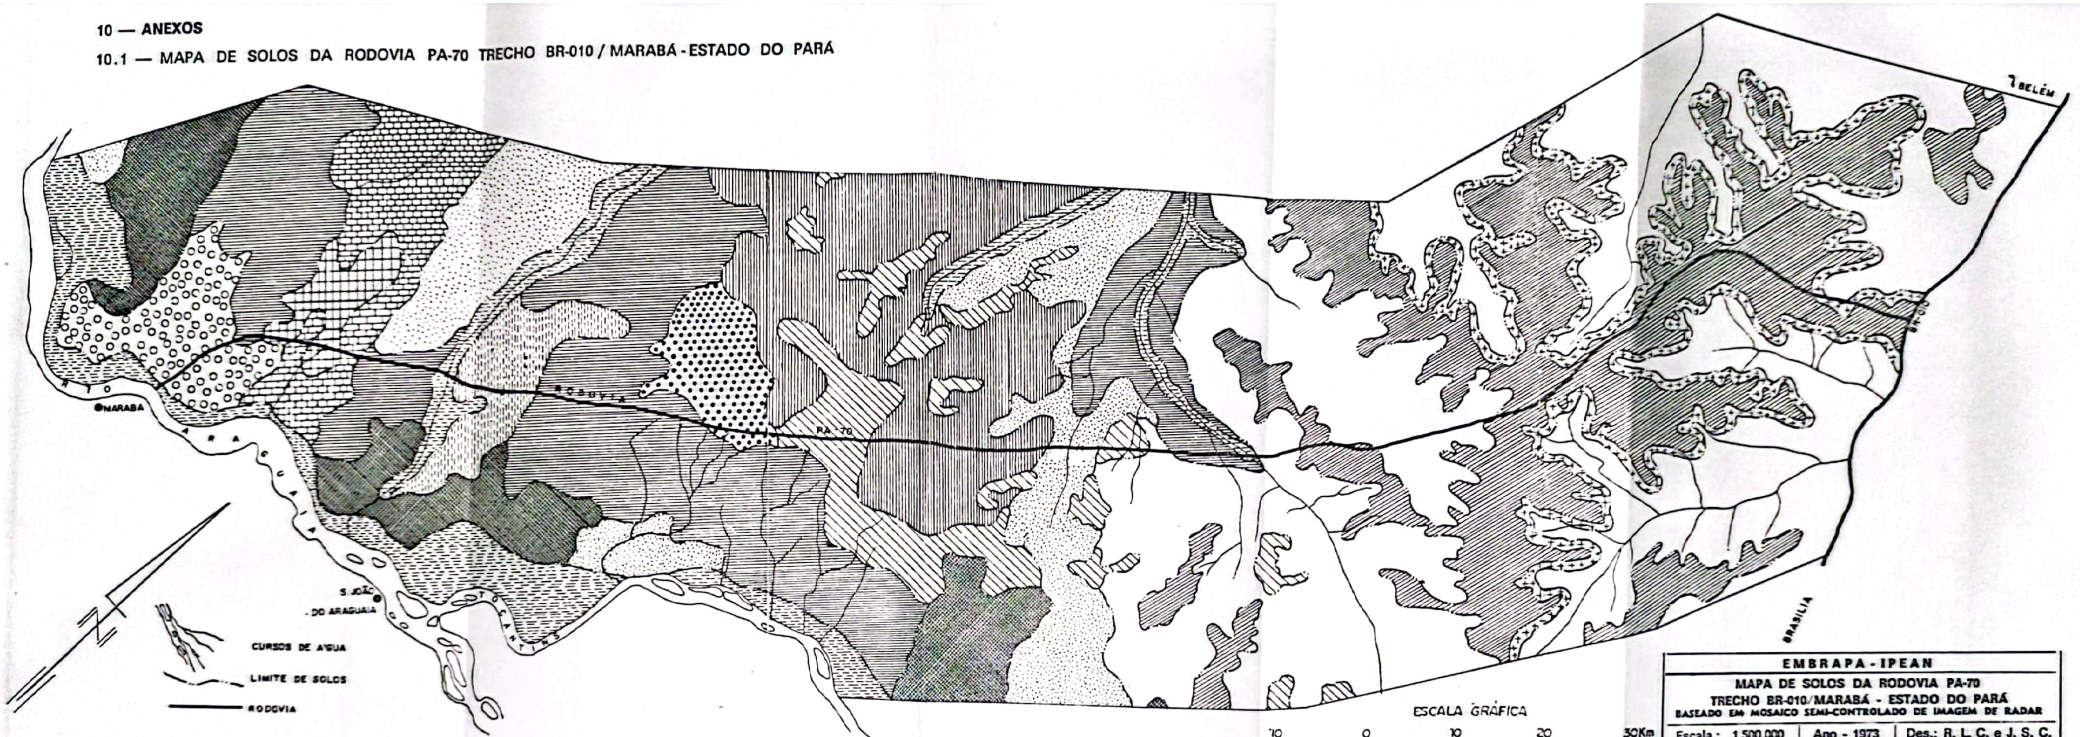 10 — ANEXOS
10.1 — MAPA DE SOLOS DA RODOVIA PA-70 TRECHO BR-010 / MARABÁ - ESTADO DO PARÁ
BELÉM
RIO
MARABÁ
ARAGUAIA
RODOVIA
PA-70
S. JOÃO
DO ARAGUAIA
TOCANTINS
CURSOS DE A'GUA
LIMITE DE SOLOS
RODOVIA
BRASILIA
ESCALA GRÁFICA
10 0 10 20 30Km
EMBRAPA - IPEAN
MAPA DE SOLOS DA RODOVIA PA-70
TRECHO BR-010/MARABÁ - ESTADO DO PARÁ
BASEADO EM MOSAICO SEMI-CONTROLADO DE IMAGEM DE RADAR
Escala: 1.500.000 | Ano - 1973 | Des.: R. L. C. e J. S. C.